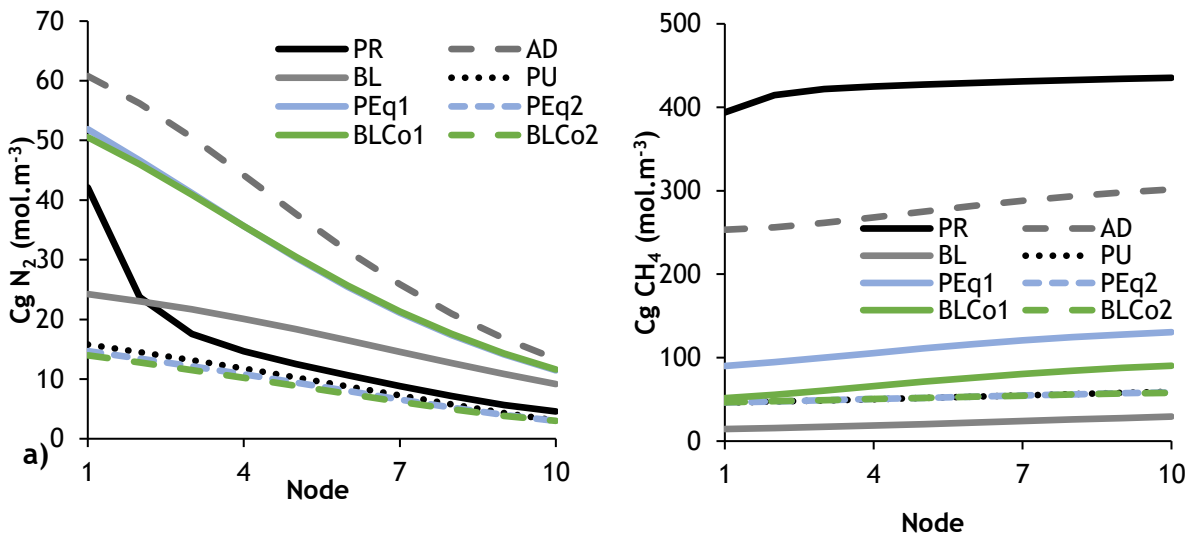 70
60
50
40
30
20
10
0
Cg N2 (mol.m-3)
PR AD
BL PU
PEq1 PEq2
BLCo1 BLCo2
1 4 7 10
Node
a)
500
400
300
200
100
0
Cg CH4 (mol.m-3)
PR AD
BL PU
PEq1 PEq2
BLCo1 BLCo2
1 4 7 10
Node